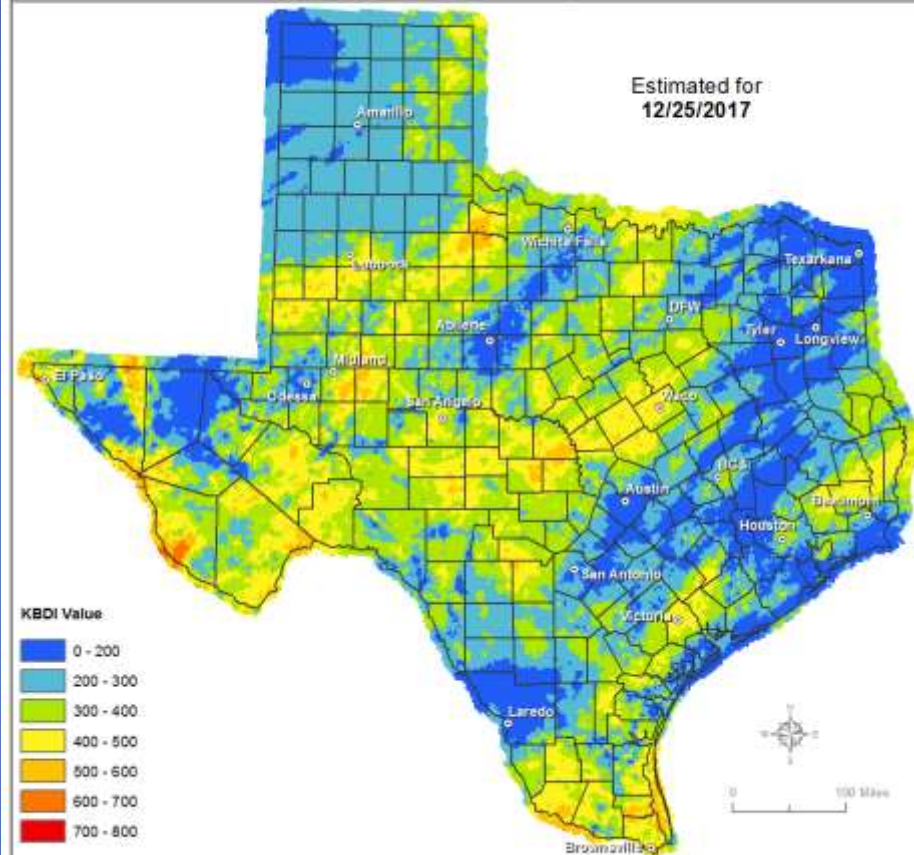 Estimated for
12/25/2017
Amarillo
Wichita Falls
Texarkana
Lubbock
DFW
Abilene
Tyler
Longview
Midland
El Paso
Odessa
San Angelo
Waco
BCS
Austin
Beaumont
Houston
San Antonio
Victoria
KBDI Value
0 - 200
200 - 300
300 - 400
400 - 500
500 - 600
600 - 700
700 - 800
Laredo
0 100 Miles
Brownsville